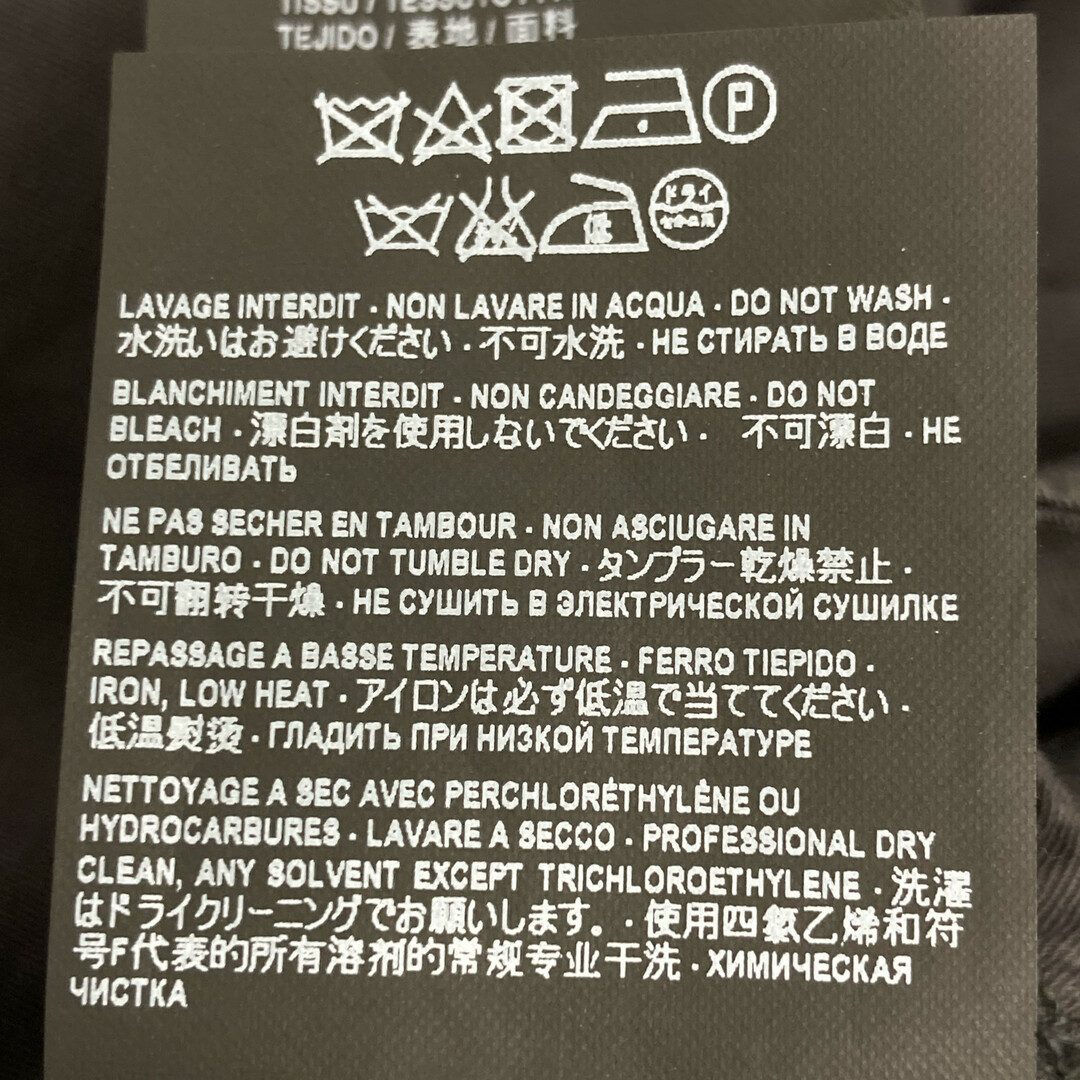 TEJIDO / 表地 / 面料
P
低
ドライ
LAVAGE INTERDIT · NON LAVARE IN ACQUA · DO NOT WASH ·
水洗いはお避けください · 不可水洗 · НЕ СТИРАТЬ В ВОДЕ
BLANCHIMENT INTERDIT · NON CANDEGGIARE · DO NOT
BLEACH · 漂白剤を使用しないでください · 不可漂白 · НЕ
ОТБЕЛИВАТЬ
NE PAS SECHER EN TAMBOUR · NON ASCIUGARE IN
TAMBURO · DO NOT TUMBLE DRY · タンブラー乾燥禁止 ·
不可翻转干燥 · НЕ СУШИТЬ В ЭЛЕКТРИЧЕСКОЙ СУШИЛКЕ
REPASSAGE A BASSE TEMPERATURE · FERRO TIEPIDO ·
IRON, LOW HEAT · アイロンは必ず低温で当ててください ·
低温熨烫 · ГЛАДИТЬ ПРИ НИЗКОЙ ТЕМПЕРАТУРЕ
NETTOYAGE A SEC AVEC PERCHLORÉTHYLÈNE OU
HYDROCARBURES · LAVARE A SECCO · PROFESSIONAL DRY
CLEAN, ANY SOLVENT EXCEPT TRICHLOROETHYLENE · 洗濯
はドライクリーニングでお願いします。 · 使用四氯乙烯和符
号F代表的所有溶剂的常规专业干洗 · ХИМИЧЕСКАЯ
ЧИСТКА